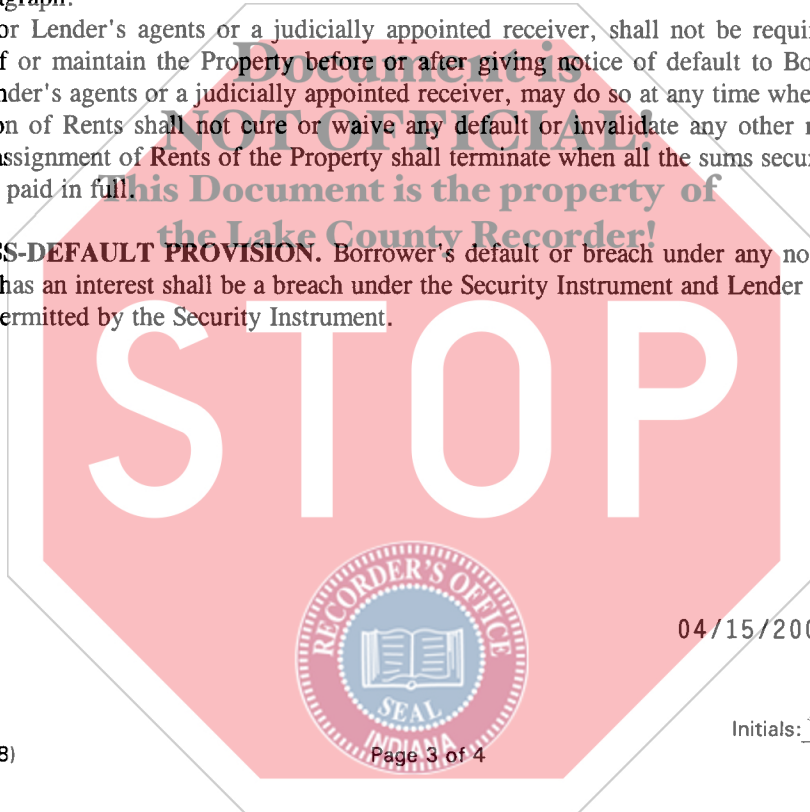 agraph.
or Lender's agents or a judicially appointed receiver, shall not be requi
f or maintain the Property before or after giving notice of default to Bo
Document is
nder's agents or a judicially appointed receiver, may do so at any time whe
NOT OFFICIAL!
on of Rents shall not cure or waive any default or invalidate any other r
assignment of Rents of the Property shall terminate when all the sums secu
paid in full.
This Document is the property of
the Lake County Recorder!
S-DEFAULT PROVISION. Borrower's default or breach under any no
has an interest shall be a breach under the Security Instrument and Lender
ermitted by the Security Instrument.
STOP
RECORDER'S OFFICE
SEAL
INDIANA
04/15/200
Initials:
8)
Page 3 of 4